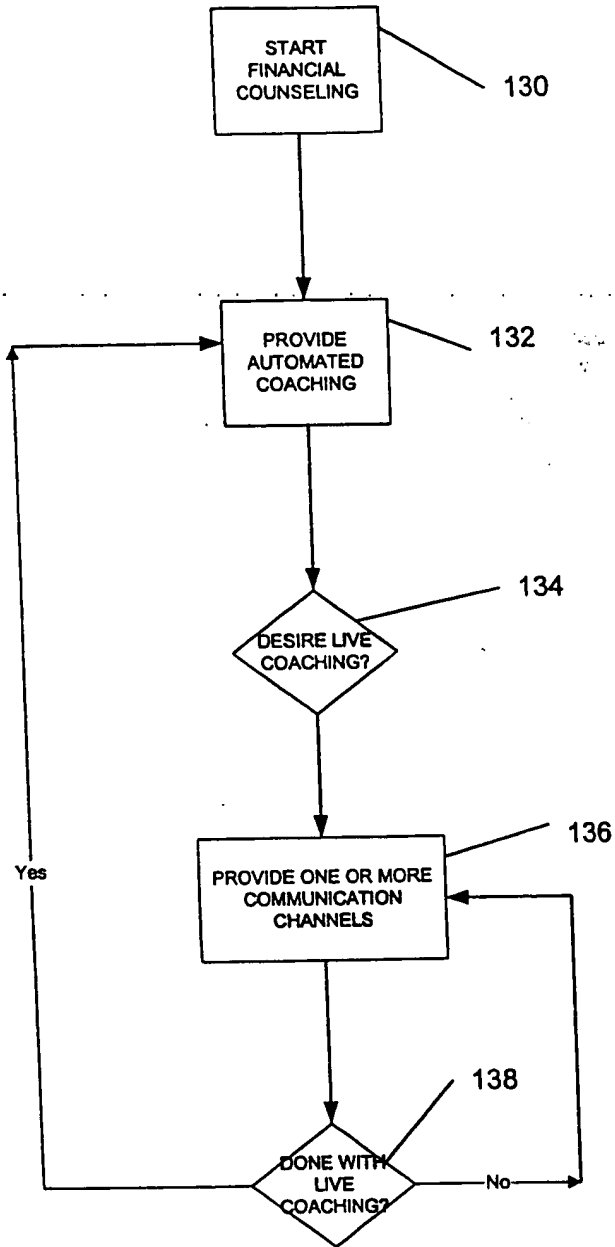 START
FINANCIAL
COUNSELING
130
PROVIDE
AUTOMATED
COACHING
132
134
DESIRE LIVE
COACHING?
136
PROVIDE ONE OR MORE
COMMUNICATION
CHANNELS
Yes
138
DONE WITH
LIVE
COACHING?
No